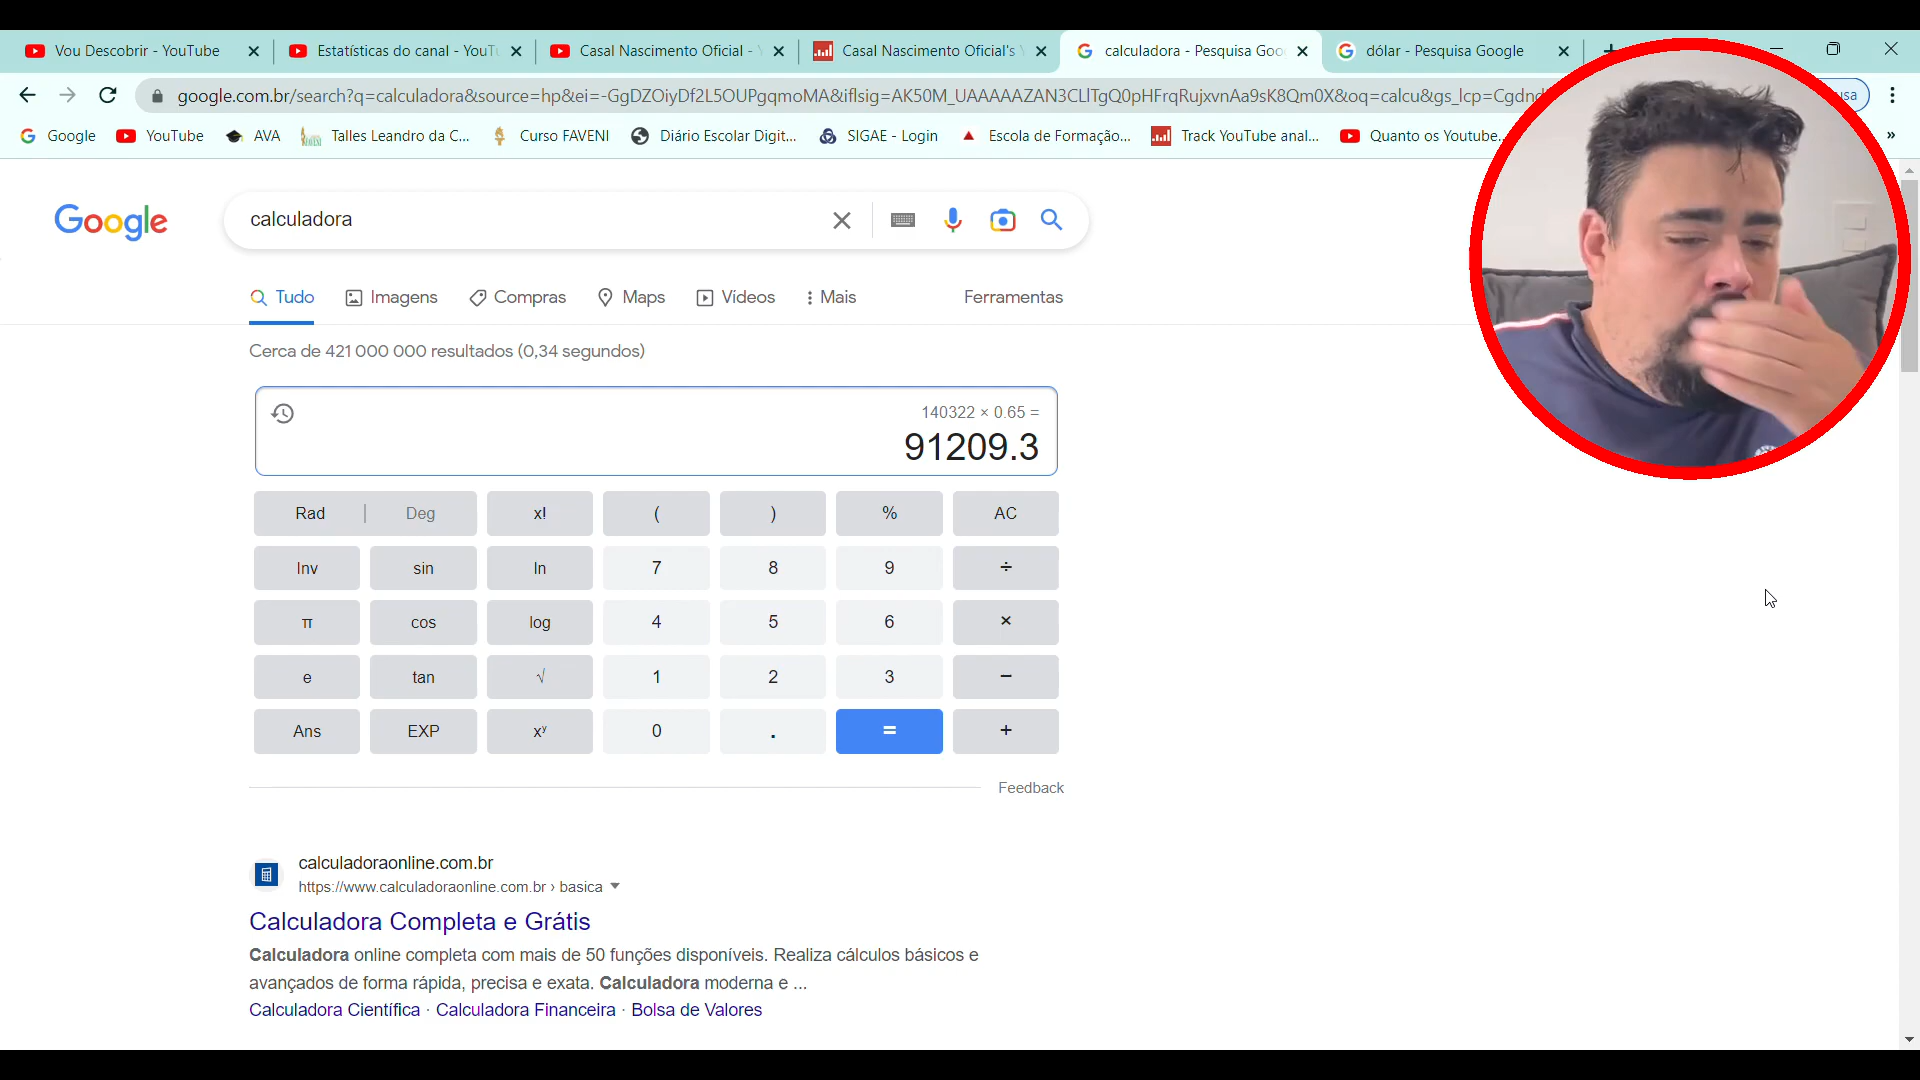 Vou Descobrir - YouTube
Estatísticas do canal - YouTu
Casal Nascimento Oficial - Y
Casal Nascimento Oficial's Y
calculadora - Pesquisa Goo
dólar - Pesquisa Google
google.com.br/search?q=calculadora&source=hp&ei=-GgDZOiyDf2L5OUPgqmoMA&iflsig=AK50M_UAAAAAZAN3CLlTgQ0pHFrqRujxvnAa9sK8Qm0X&oq=calcu&gs_lcp=Cgdnd
Google
YouTube
AVA
Talles Leandro da C...
Curso FAVENI
Diário Escolar Digit...
SIGAE - Login
Escola de Formação...
Track YouTube anal...
Quanto os Youtube...
»
Google
calculadora
Tudo
Imagens
Compras
Maps
Vídeos
Mais
Ferramentas
Cerca de 421 000 000 resultados (0,34 segundos)
140322 × 0.65 =
91209.3
Rad | Deg x! ( ) % AC
Inv sin ln 7 8 9 ÷
π cos log 4 5 6 ×
e tan √ 1 2 3 −
Ans EXP xʸ 0 . = +
Feedback
calculadoraonline.com.br
https://www.calculadoraonline.com.br › basica
Calculadora Completa e Grátis
Calculadora online completa com mais de 50 funções disponíveis. Realiza cálculos básicos e
avançados de forma rápida, precisa e exata. Calculadora moderna e ...
Calculadora Científica · Calculadora Financeira · Bolsa de Valores